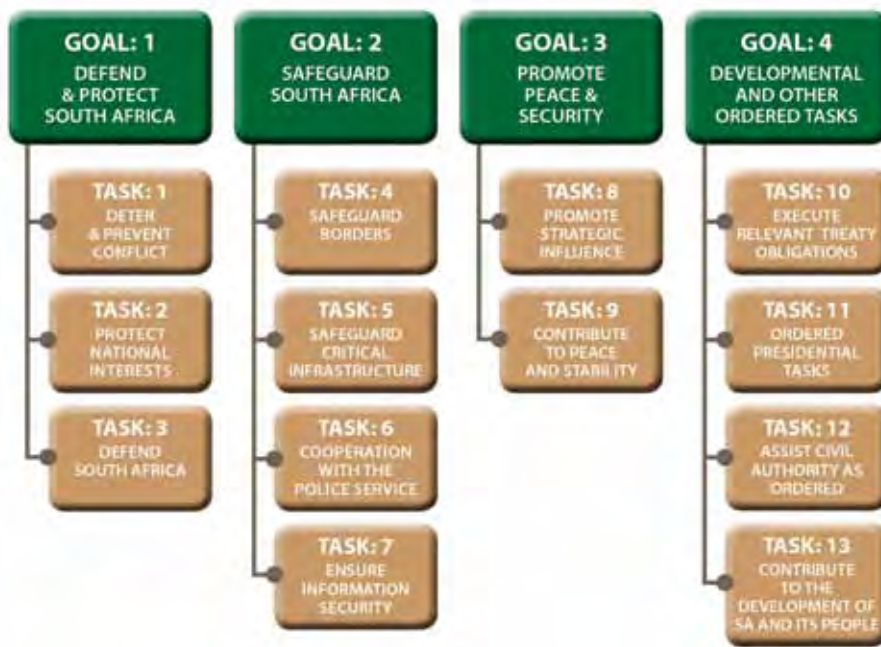 GOAL: 1
DEFEND
& PROTECT
SOUTH AFRICA
TASK: 1
DETER
& PREVENT
CONFLICT
TASK: 2
PROTECT
NATIONAL
INTERESTS
TASK: 3
DEFEND
SOUTH AFRICA
GOAL: 2
SAFEGUARD
SOUTH AFRICA
TASK: 4
SAFEGUARD
BORDERS
TASK: 5
SAFEGUARD
CRITICAL
INFRASTRUCTURE
TASK: 6
COOPERATION
WITH THE
POLICE SERVICE
TASK: 7
ENSURE
INFORMATION
SECURITY
GOAL: 3
PROMOTE
PEACE &
SECURITY
TASK: 8
PROMOTE
STRATEGIC
INFLUENCE
TASK: 9
CONTRIBUTE
TO PEACE
AND STABILITY
GOAL: 4
DEVELOPMENTAL
AND OTHER
ORDERED TASKS
TASK: 10
EXECUTE
RELEVANT TREATY
OBLIGATIONS
TASK: 11
ORDERED
PRESIDENTIAL
TASKS
TASK: 12
ASSIST CIVIL
AUTHORITY AS
ORDERED
TASK: 13
CONTRIBUTE
TO THE
DEVELOPMENT OF
SA AND ITS PEOPLE